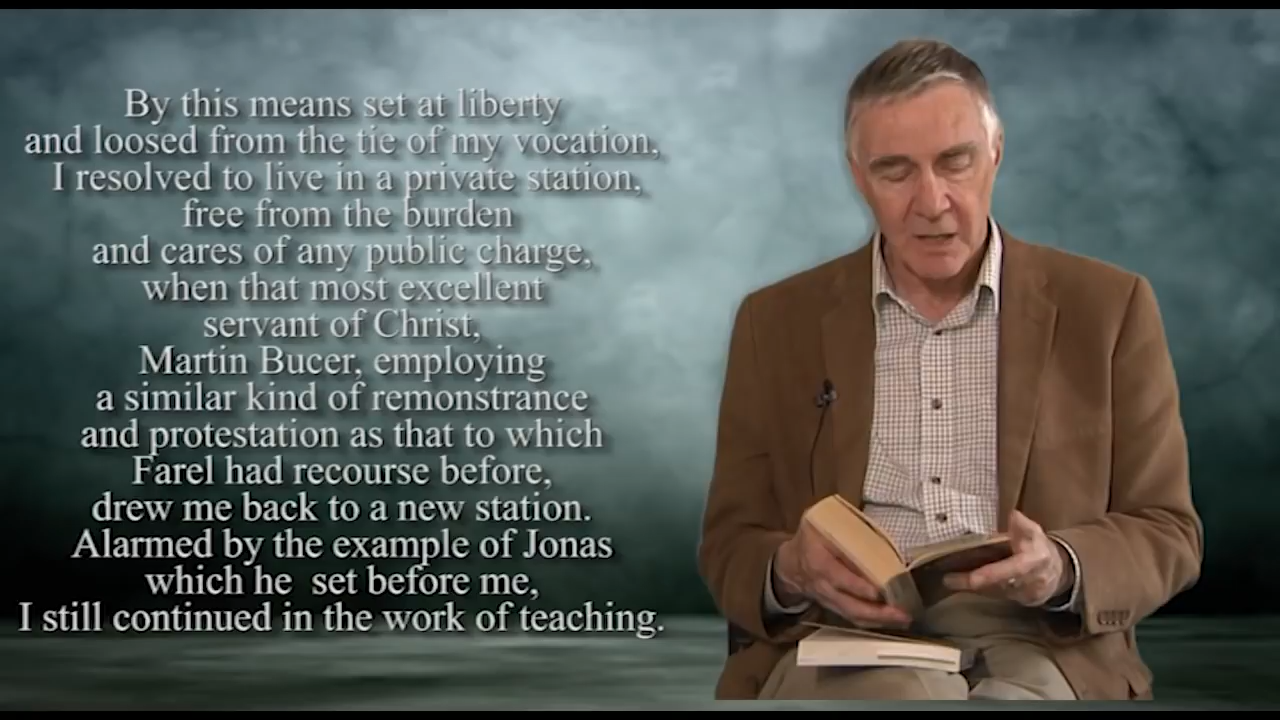 By this means set at liberty
and loosed from the tie of my vocation,
I resolved to live in a private station,
free from the burden
and cares of any public charge,
when that most excellent
servant of Christ,
Martin Bucer, employing
a similar kind of remonstrance
and protestation as that to which
Farel had recourse before,
drew me back to a new station.
Alarmed by the example of Jonas
which he  set before me,
I still continued in the work of teaching.